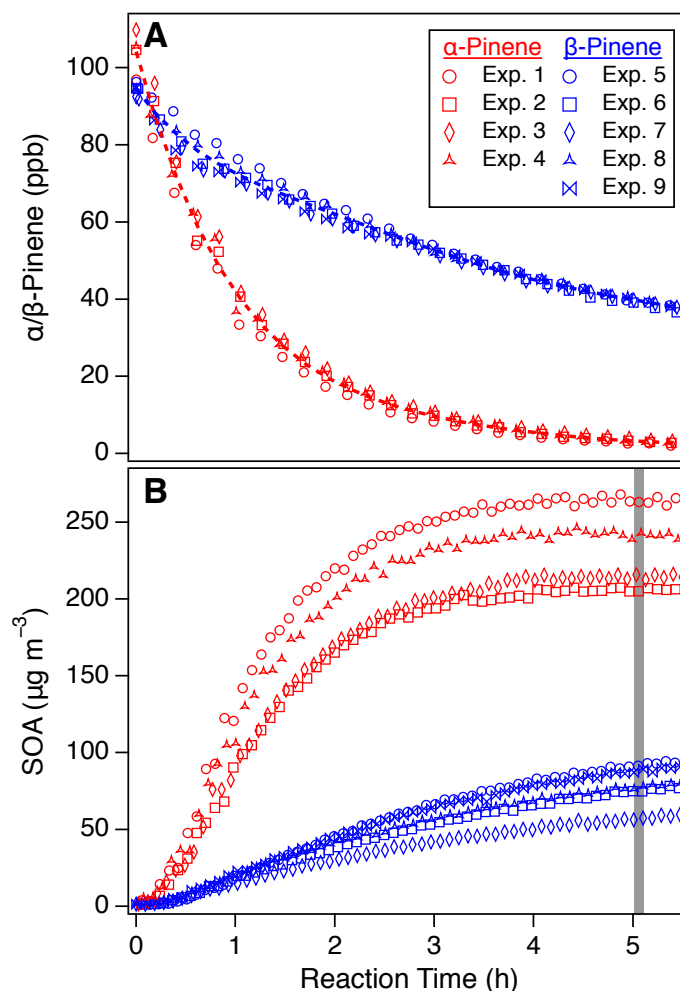 A
α-Pinene β-Pinene
Exp. 1 Exp. 5
Exp. 2 Exp. 6
Exp. 3 Exp. 7
Exp. 4 Exp. 8
Exp. 9
α/β-Pinene (ppb)
100
80
60
40
20
0
B
SOA (µg m⁻³)
250
200
150
100
50
0
0 1 2 3 4 5
Reaction Time (h)